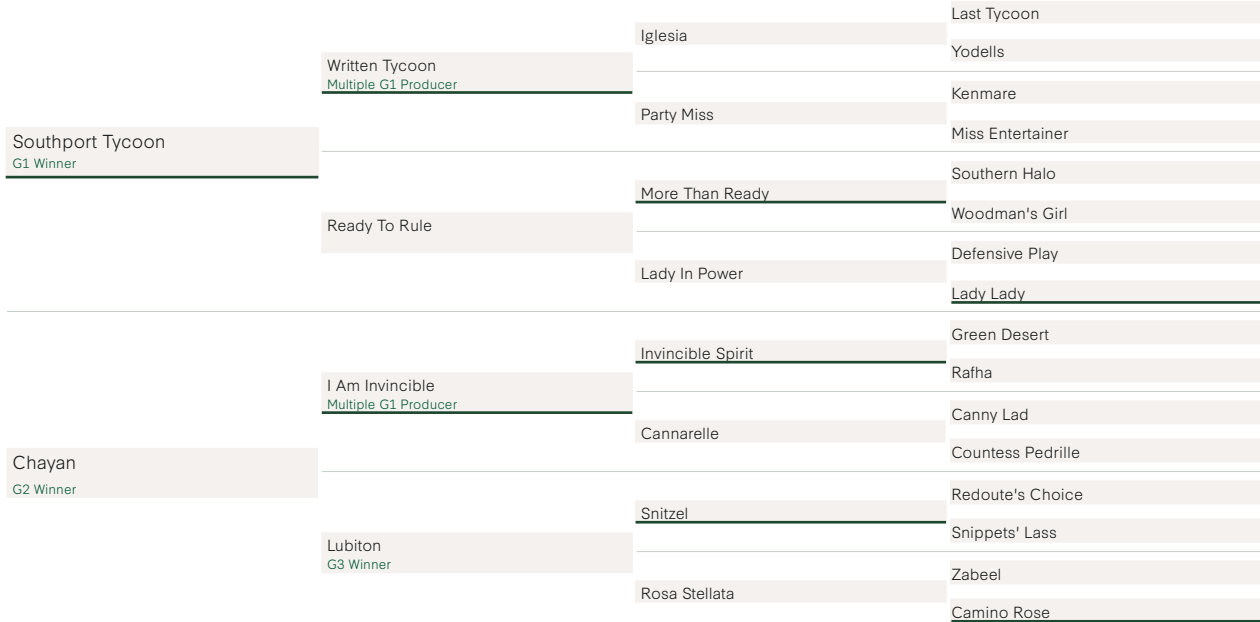 Southport Tycoon
G1 Winner
Chayan
G2 Winner
Written Tycoon
Multiple G1 Producer
Ready To Rule
I Am Invincible
Multiple G1 Producer
Lubiton
G3 Winner
Iglesia
Party Miss
More Than Ready
Lady In Power
Invincible Spirit
Cannarelle
Snitzel
Rosa Stellata
Last Tycoon
Yodells
Kenmare
Miss Entertainer
Southern Halo
Woodman's Girl
Defensive Play
Lady Lady
Green Desert
Rafha
Canny Lad
Countess Pedrille
Redoute's Choice
Snippets' Lass
Zabeel
Camino Rose